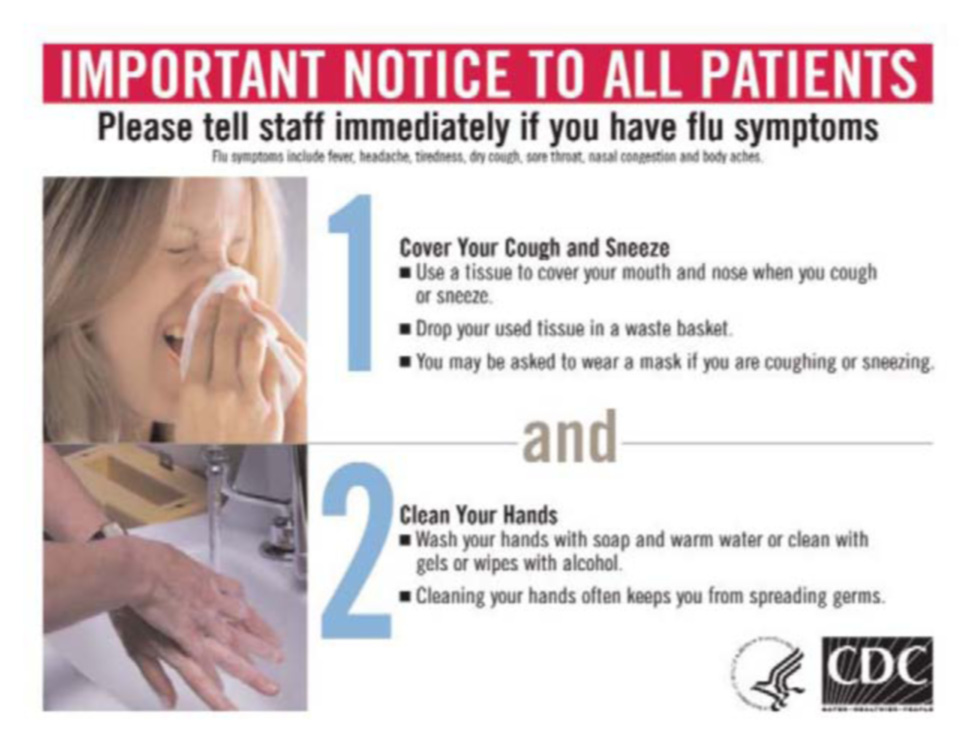 IMPORTANT NOTICE TO ALL PATIENTS
Please tell staff immediately if you have flu symptoms
Flu symptoms include fever, headache, tiredness, dry cough, sore throat, nasal congestion and body aches.
1
Cover Your Cough and Sneeze
■ Use a tissue to cover your mouth and nose when you cough
or sneeze.
■ Drop your used tissue in a waste basket.
■ You may be asked to wear a mask if you are coughing or sneezing.
and
2
Clean Your Hands
■ Wash your hands with soap and warm water or clean with
gels or wipes with alcohol.
■ Cleaning your hands often keeps you from spreading germs.
CDC